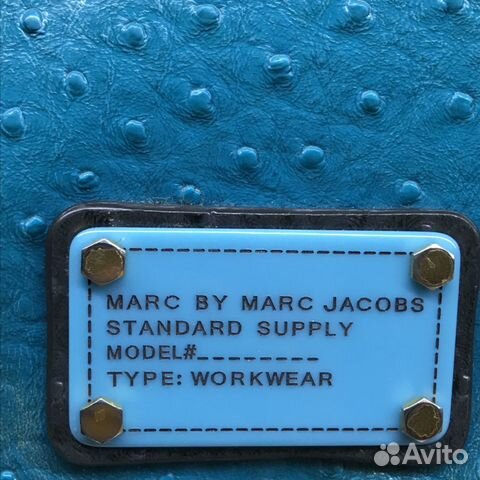 MARC BY MARC JACOBS
STANDARD SUPPLY
MODEL#________
TYPE: WORKWEAR
Avito